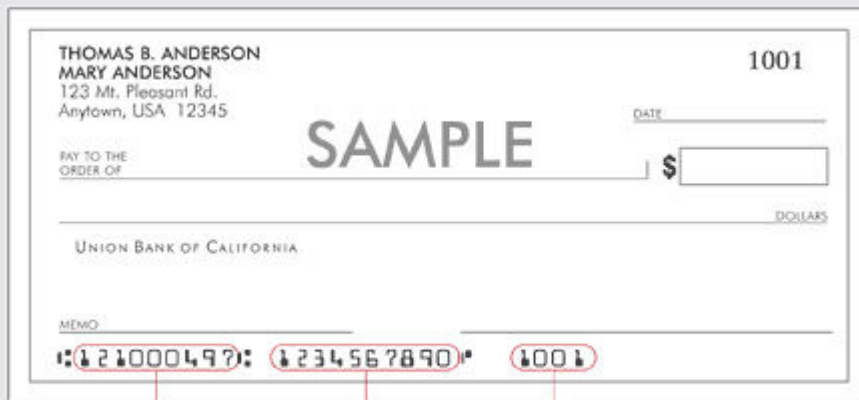 THOMAS B. ANDERSON
MARY ANDERSON
123 Mt. Pleasant Rd.
Anytown, USA 12345
1001
DATE
SAMPLE
PAY TO THE
ORDER OF
$
DOLLARS
UNION BANK OF CALIFORNIA
MEMO
⑆121000497⑆ 1234567890⑈ 1001